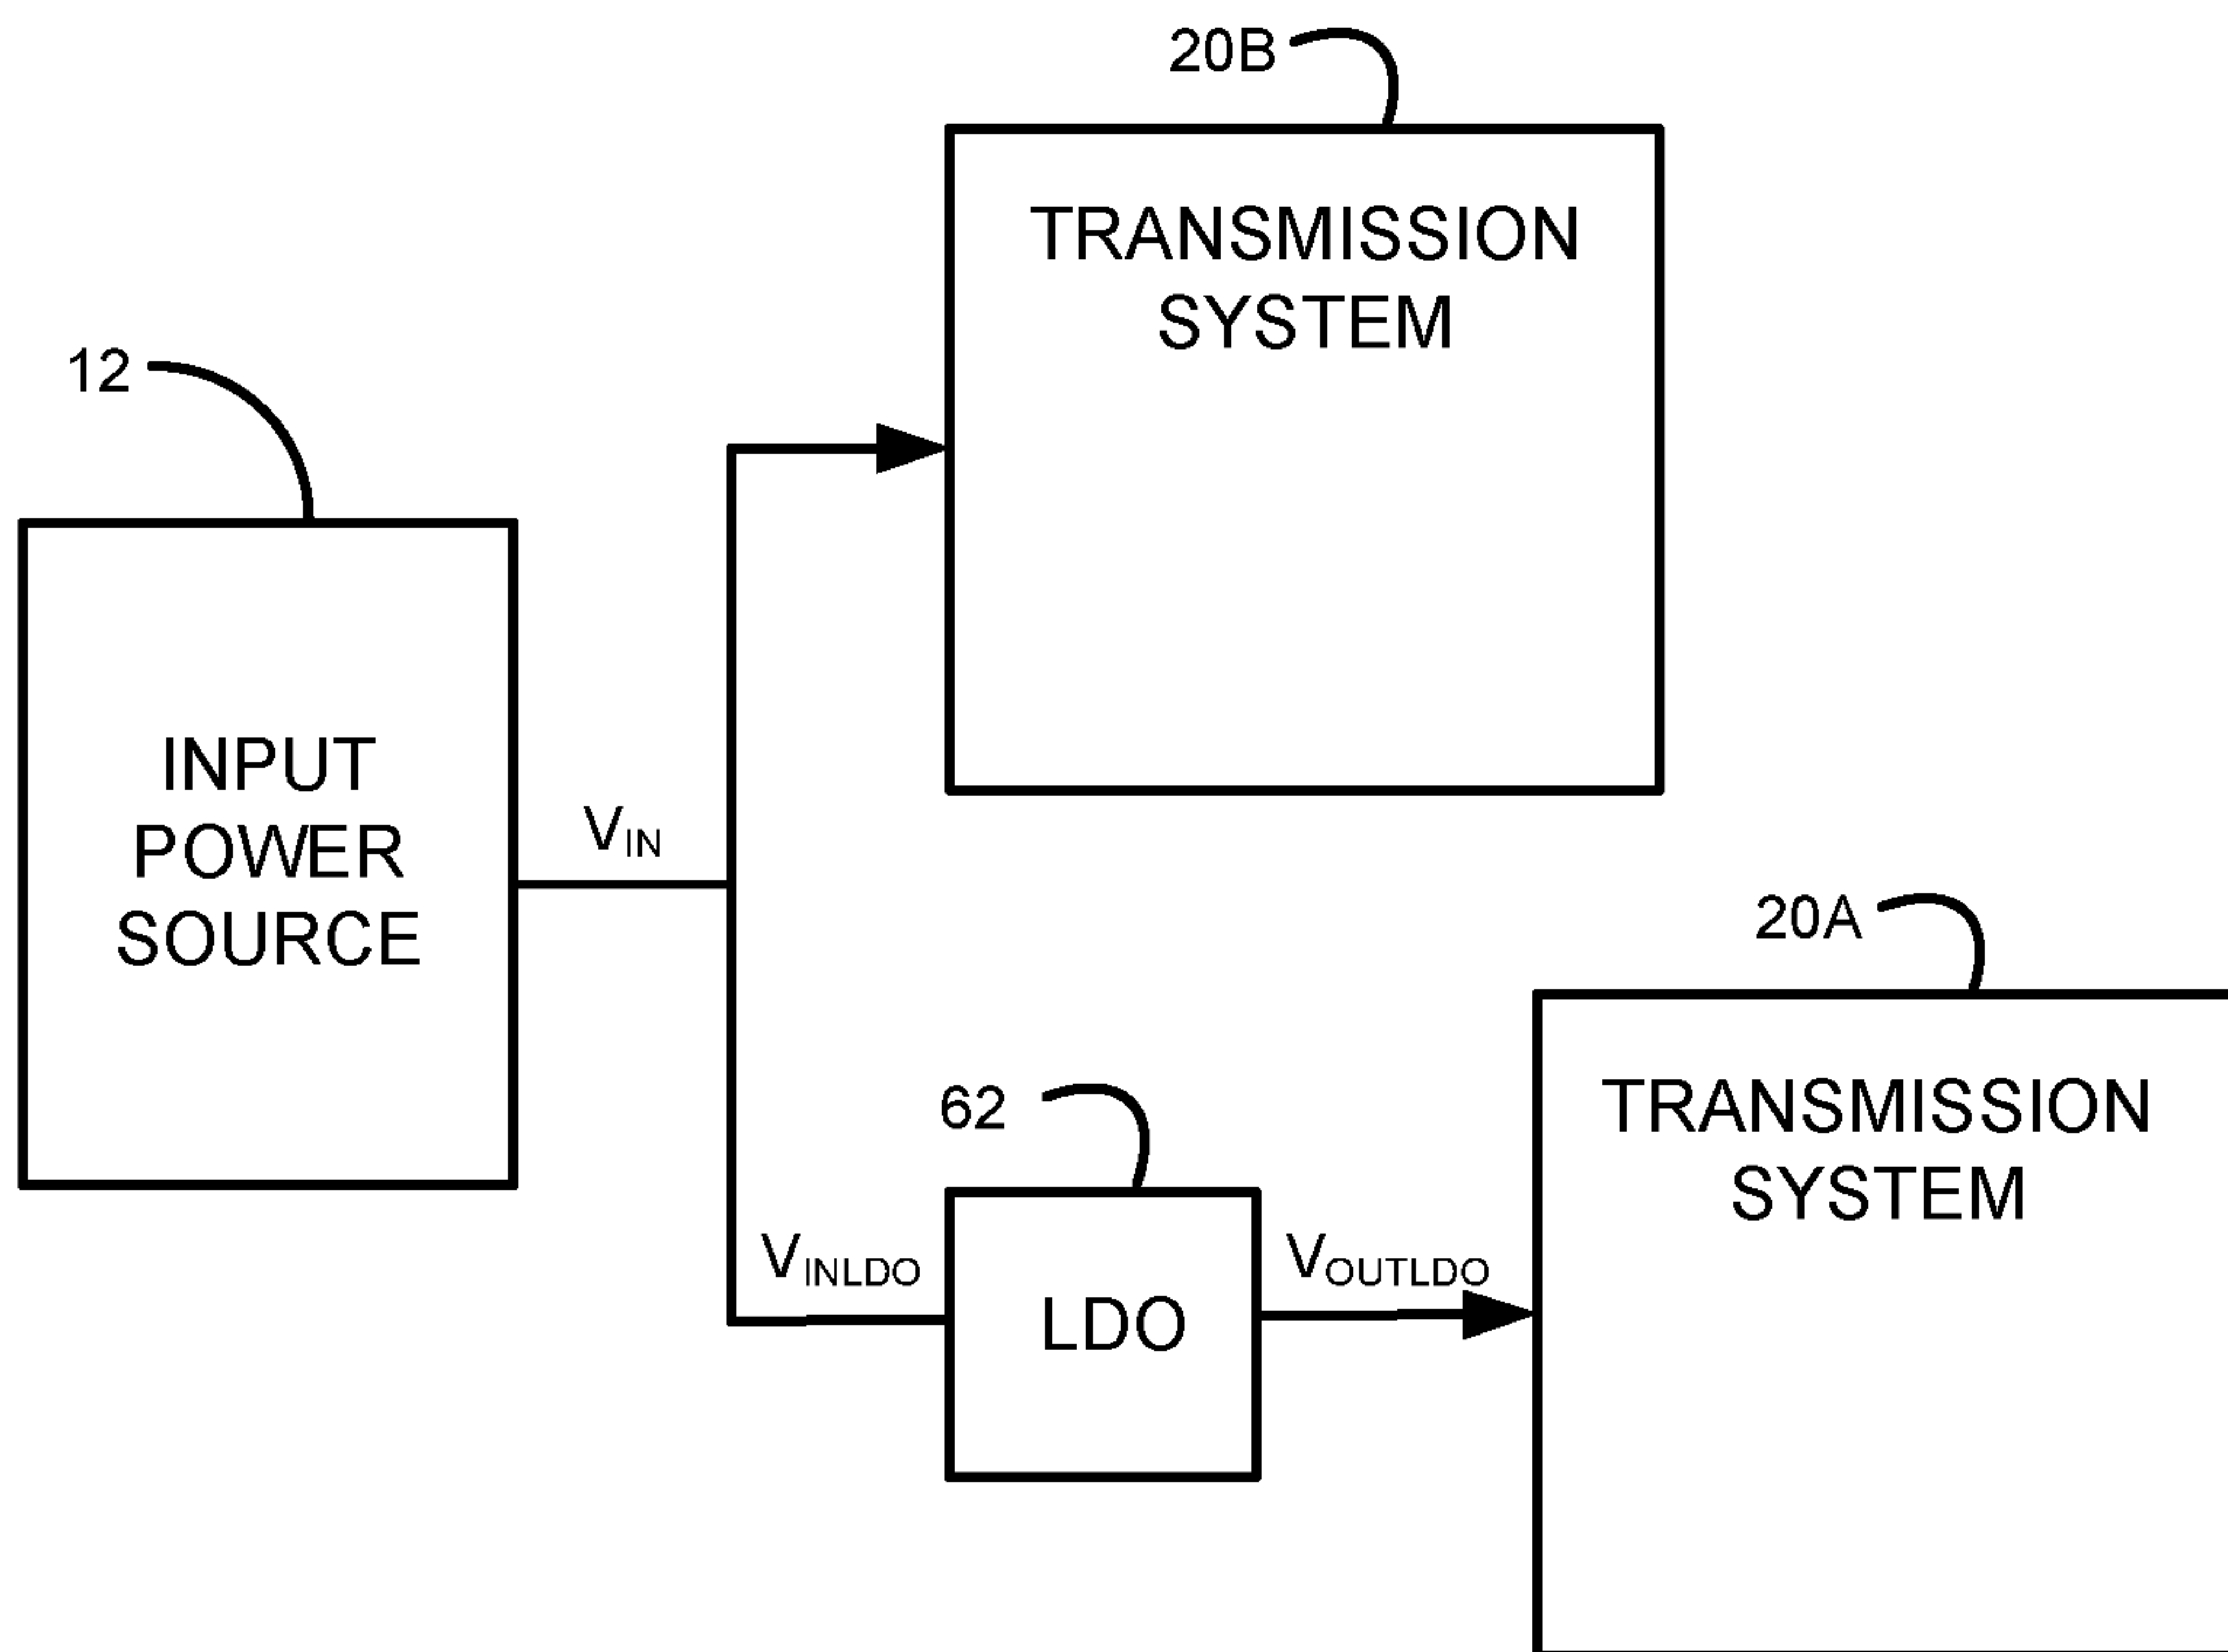 20B
TRANSMISSION
SYSTEM
12
INPUT
POWER
SOURCE
VIN
20A
TRANSMISSION
SYSTEM
62
VINLDO
VOUTLDO
LDO